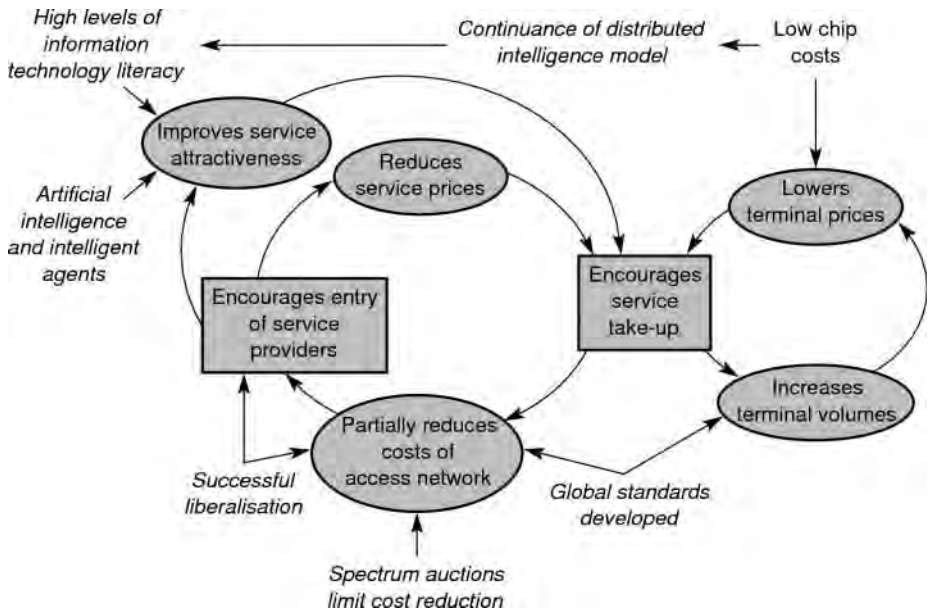 High levels of
information
technology literacy
Continuance of distributed
intelligence model
Low chip
costs
Improves service
attractiveness
Reduces
service prices
Lowers
terminal prices
Artificial
intelligence
and intelligent
agents
Encourages entry
of service
providers
Encourages
service
take-up
Increases
terminal volumes
Partially reduces
costs of
access network
Successful
liberalisation
Global standards
developed
Spectrum auctions
limit cost reduction